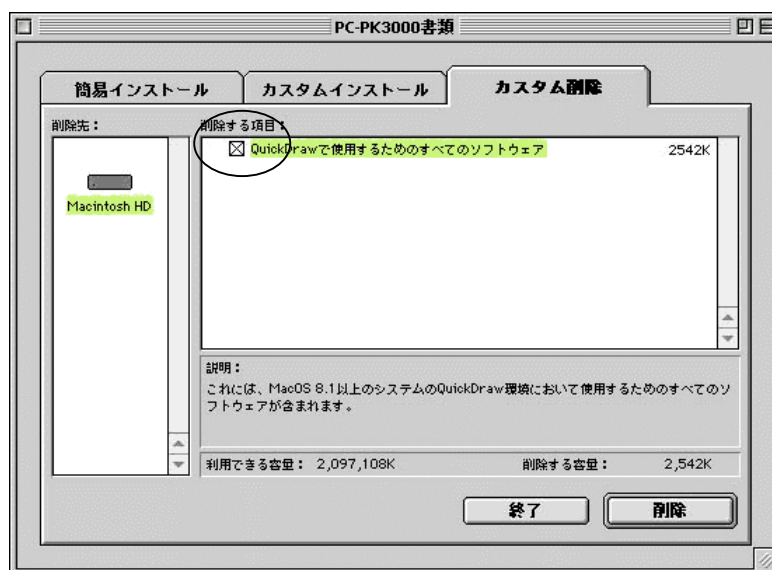 PC-PK3000書類
簡易インストール
カスタムインストール
カスタム削除
削除先：
Macintosh HD
削除する項目：
QuickDrawで使用するためのすべてのソフトウェア 2542K
説明：
これには、MacOS 8.1以上のシステムのQuickDraw環境において使用するためのすべてのソ
フトウェアが含まれます。
利用できる容量： 2,097,108K 削除する容量： 2,542K
終了
削除